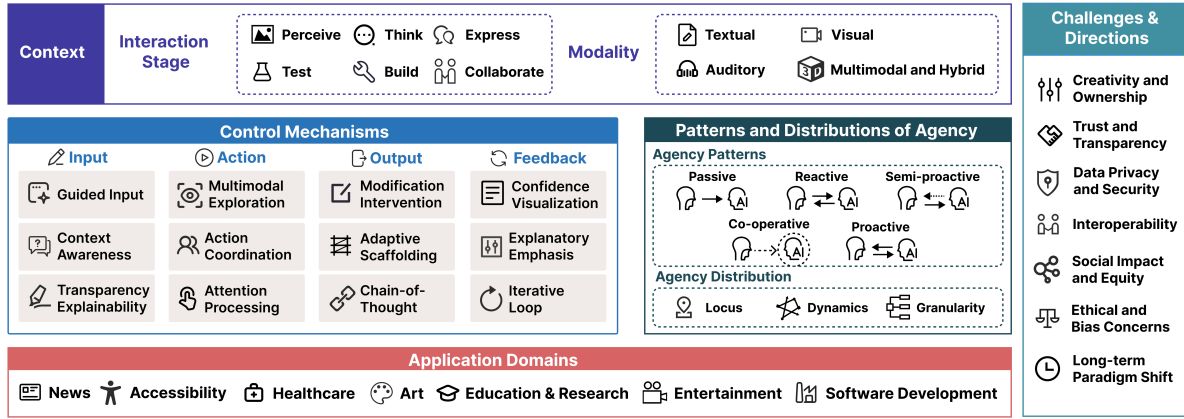 Context
Interaction
Stage
Perceive
Think
Express
Test
Build
Collaborate
Modality
Textual
Visual
Auditory
3D
Multimodal and Hybrid
Control Mechanisms
Input
Action
Output
Feedback
Guided Input
Multimodal
Exploration
Modification
Intervention
Confidence
Visualization
Context
Awareness
Action
Coordination
Adaptive
Scaffolding
Explanatory
Emphasis
Transparency
Explainability
Attention
Processing
Chain-of-
Thought
Iterative
Loop
Patterns and Distributions of Agency
Agency Patterns
Passive
AI
Reactive
AI
Semi-proactive
AI
Co-operative
AI
Proactive
AI
Agency Distribution
Locus
Dynamics
Granularity
Application Domains
News
Accessibility
Healthcare
Art
Education & Research
Entertainment
Software Development
Challenges &
Directions
Creativity and
Ownership
Trust and
Transparency
Data Privacy
and Security
Interoperability
Social Impact
and Equity
Ethical and
Bias Concerns
Long-term
Paradigm Shift